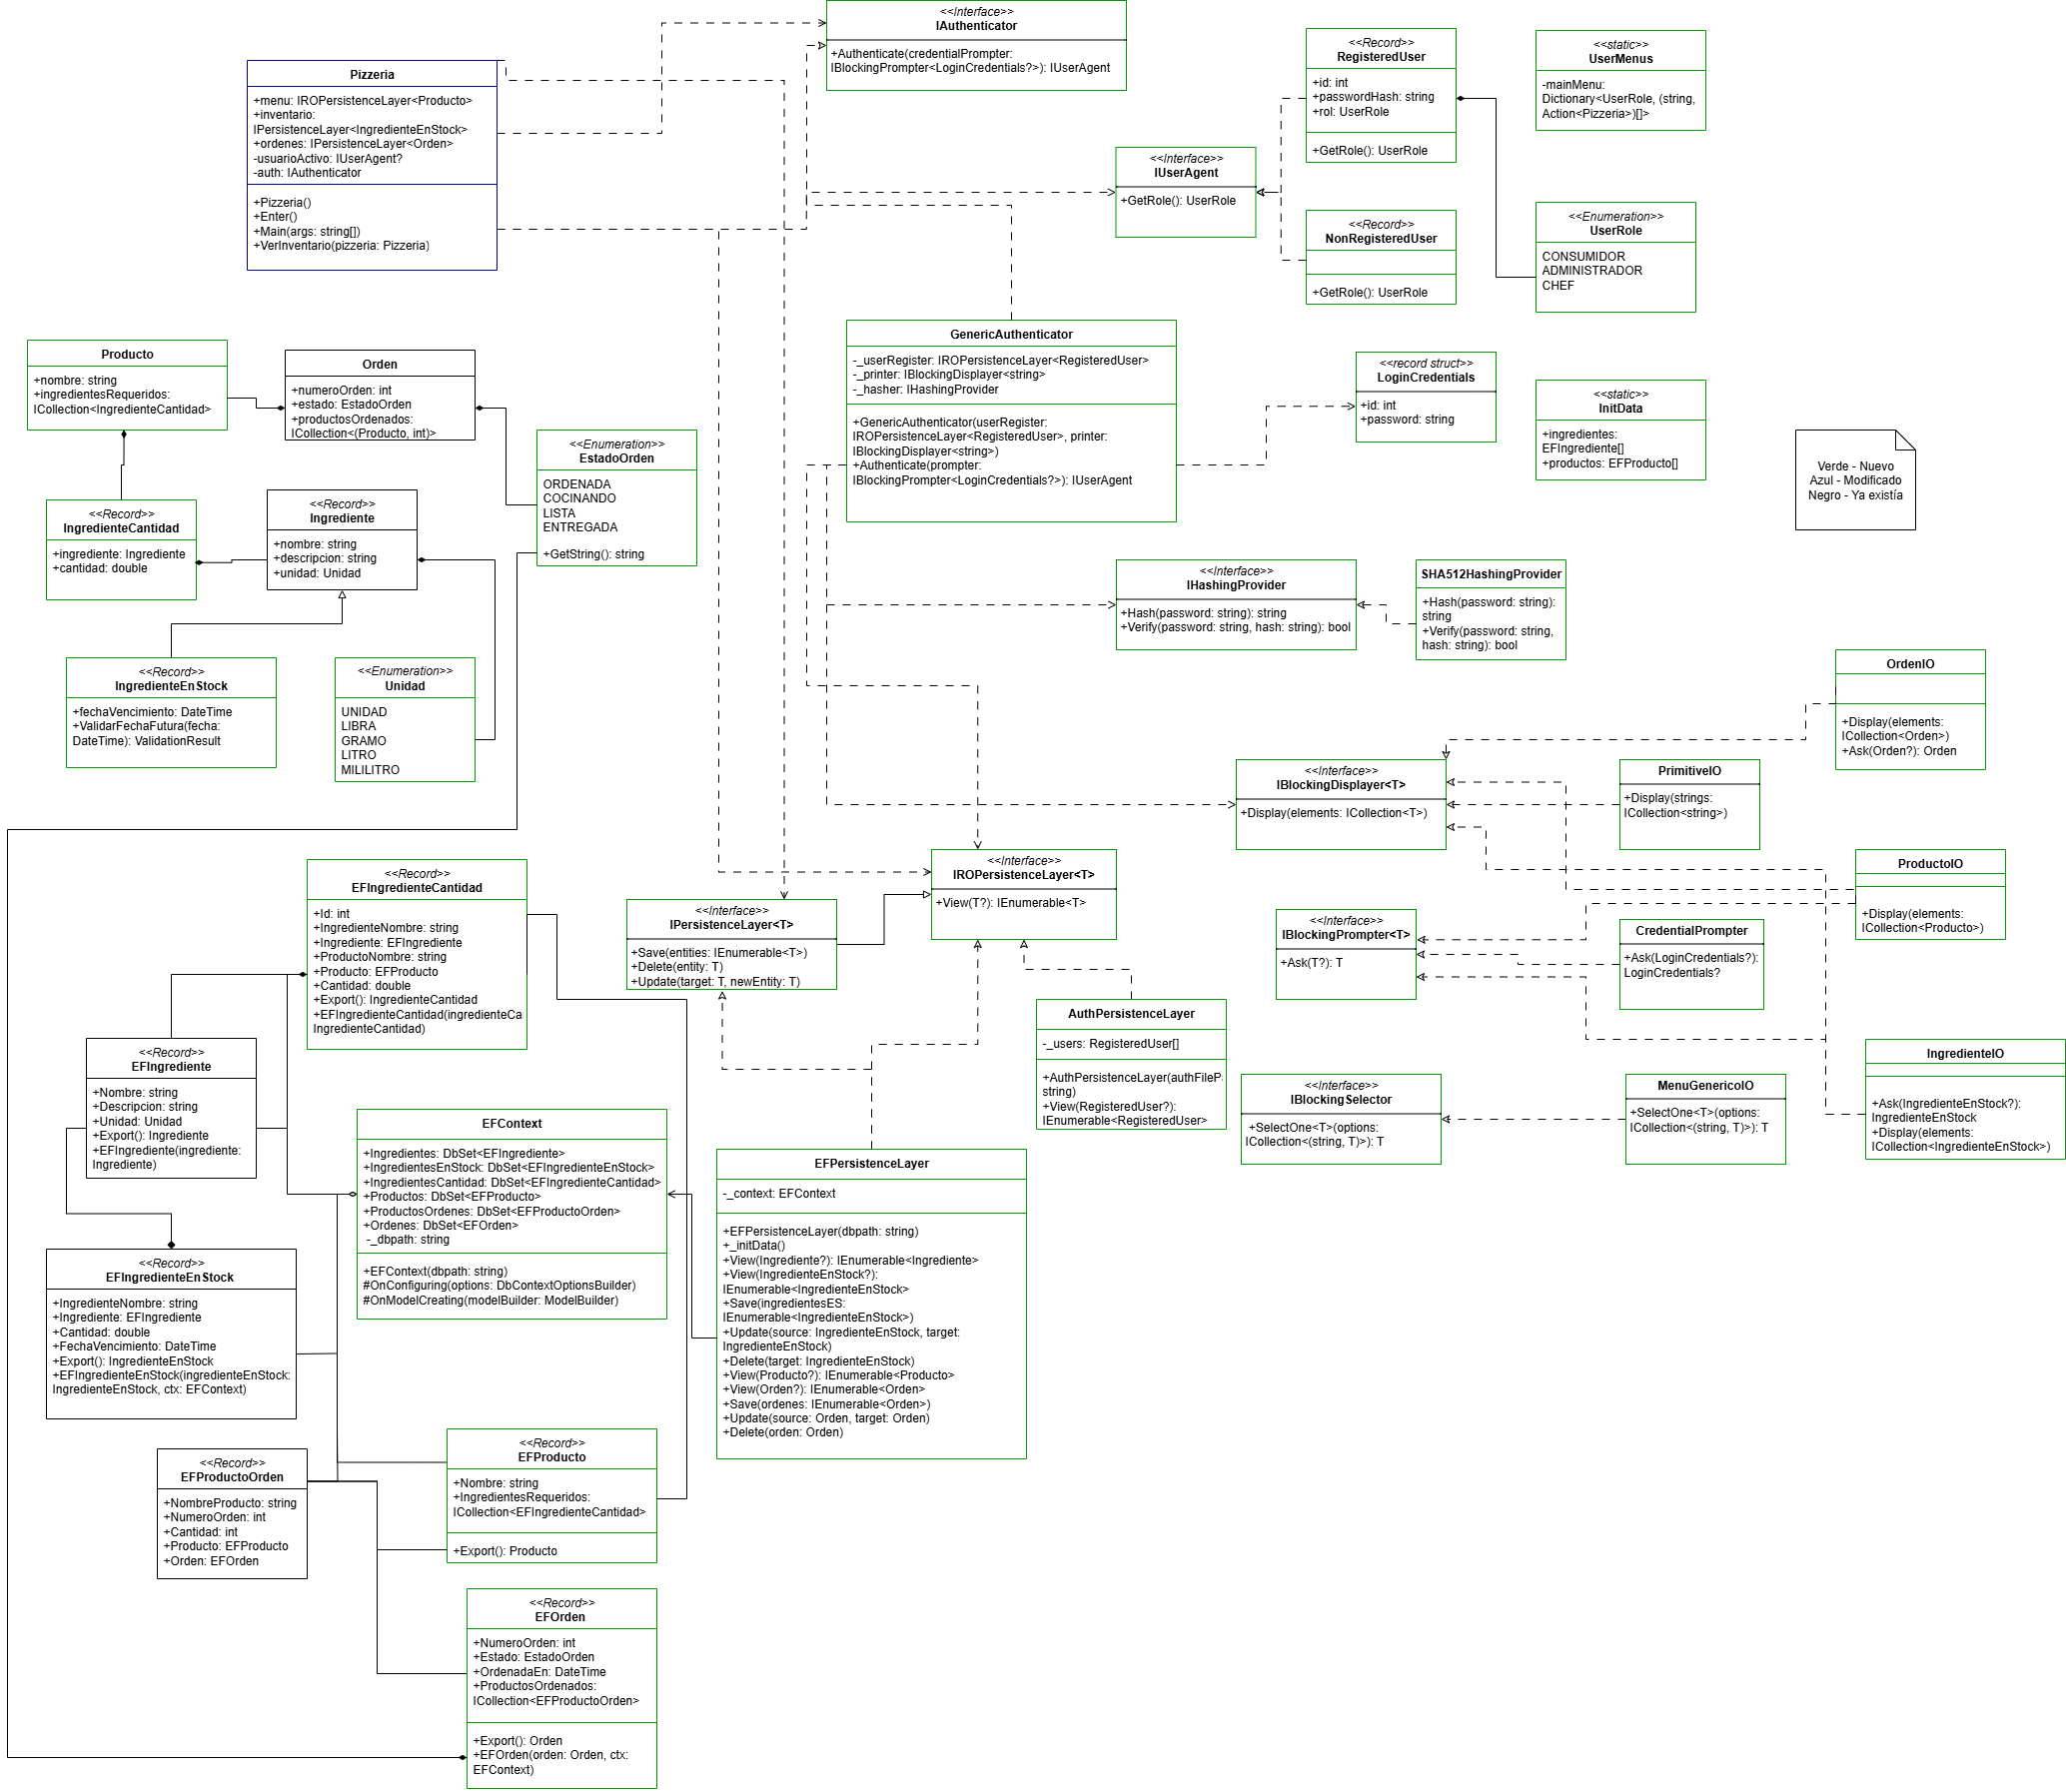 <<Interface>>
IAuthenticator
+Authenticate(credentialPrompter:
IBlockingPrompter<LoginCredentials?>): IUserAgent
Pizzeria
+menu: IROPersistenceLayer<Producto>
+inventario:
IPersistenceLayer<IngredienteEnStock>
+ordenes: IPersistenceLayer<Orden>
-usuarioActivo: IUserAgent?
-auth: IAuthenticator
+Pizzeria()
+Enter()
+Main(args: string[])
+VerInventario(pizzeria: Pizzeria)
<<Record>>
RegisteredUser
+id: int
+passwordHash: string
+rol: UserRole
+GetRole(): UserRole
<<static>>
UserMenus
-mainMenu:
Dictionary<UserRole, (string,
Action<Pizzeria>)[]>
<<Interface>>
IUserAgent
+GetRole(): UserRole
<<Record>>
NonRegisteredUser
+GetRole(): UserRole
<<Enumeration>>
UserRole
CONSUMIDOR
ADMINISTRADOR
CHEF
GenericAuthenticator
-_userRegister: IROPersistenceLayer<RegisteredUser>
-_printer: IBlockingDisplayer<string>
-_hasher: IHashingProvider
+GenericAuthenticator(userRegister:
IROPersistenceLayer<RegisteredUser>, printer:
IBlockingDisplayer<string>)
+Authenticate(prompter:
IBlockingPrompter<LoginCredentials?>): IUserAgent
<<record struct>>
LoginCredentials
+id: int
+password: string
<<static>>
InitData
+ingredientes:
EFIngrediente[]
+productos: EFProducto[]
Verde - Nuevo
Azul - Modificado
Negro - Ya existía
Producto
+nombre: string
+ingredientesRequeridos:
ICollection<IngredienteCantidad>
Orden
+numeroOrden: int
+estado: EstadoOrden
+productosOrdenados:
ICollection<(Producto, int)>
<<Enumeration>>
EstadoOrden
ORDENADA
COCINANDO
LISTA
ENTREGADA
+GetString(): string
<<Record>>
IngredienteCantidad
+ingrediente: Ingrediente
+cantidad: double
<<Record>>
Ingrediente
+nombre: string
+descripcion: string
+unidad: Unidad
<<Record>>
IngredienteEnStock
+fechaVencimiento: DateTime
+ValidarFechaFutura(fecha:
DateTime): ValidationResult
<<Enumeration>>
Unidad
UNIDAD
LIBRA
GRAMO
LITRO
MILILITRO
<<Interface>>
IHashingProvider
+Hash(password: string): string
+Verify(password: string, hash: string): bool
SHA512HashingProvider
+Hash(password: string):
string
+Verify(password: string,
hash: string): bool
OrdenIO
+Display(elements:
ICollection<Orden>)
+Ask(Orden?): Orden
<<Interface>>
IBlockingDisplayer<T>
+Display(elements: ICollection<T>)
PrimitiveIO
+Display(strings:
ICollection<string>)
ProductoIO
+Display(elements:
ICollection<Producto>)
<<Interface>>
IROPersistenceLayer<T>
+View(T?): IEnumerable<T>
<<Interface>>
IPersistenceLayer<T>
+Save(entities: IEnumerable<T>)
+Delete(entity: T)
+Update(target: T, newEntity: T)
<<Interface>>
IBlockingPrompter<T>
+Ask(T?): T
CredentialPrompter
+Ask(LoginCredentials?):
LoginCredentials?
AuthPersistenceLayer
-_users: RegisteredUser[]
+AuthPersistenceLayer(authFileP
string)
+View(RegisteredUser?):
IEnumerable<RegisteredUser>
<<Interface>>
IBlockingSelector
+SelectOne<T>(options:
ICollection<(string, T)>): T
MenuGenericoIO
+SelectOne<T>(options:
ICollection<(string, T)>): T
IngredienteIO
+Ask(IngredienteEnStock?):
IngredienteEnStock
+Display(elements:
ICollection<IngredienteEnStock>)
<<Record>>
EFIngredienteCantidad
+Id: int
+IngredienteNombre: string
+Ingrediente: EFIngrediente
+ProductoNombre: string
+Producto: EFProducto
+Cantidad: double
+Export(): IngredienteCantidad
+EFIngredienteCantidad(ingredienteCa
IngredienteCantidad)
<<Record>>
EFIngrediente
+Nombre: string
+Descripcion: string
+Unidad: Unidad
+Export(): Ingrediente
+EFIngrediente(ingrediente:
Ingrediente)
EFContext
+Ingredientes: DbSet<EFIngrediente>
+IngredientesEnStock: DbSet<EFIngredienteEnStock>
+IngredientesCantidad: DbSet<EFIngredienteCantidad>
+Productos: DbSet<EFProducto>
+ProductosOrdenes: DbSet<EFProductoOrden>
+Ordenes: DbSet<EFOrden>
-_dbpath: string
+EFContext(dbpath: string)
#OnConfiguring(options: DbContextOptionsBuilder)
#OnModelCreating(modelBuilder: ModelBuilder)
EFPersistenceLayer
-_context: EFContext
+EFPersistenceLayer(dbpath: string)
+_initData()
+View(Ingrediente?): IEnumerable<Ingrediente>
+View(IngredienteEnStock?):
IEnumerable<IngredienteEnStock>
+Save(ingredientesES:
IEnumerable<IngredienteEnStock>)
+Update(source: IngredienteEnStock, target:
IngredienteEnStock)
+Delete(target: IngredienteEnStock)
+View(Producto?): IEnumerable<Producto>
+View(Orden?): IEnumerable<Orden>
+Save(ordenes: IEnumerable<Orden>)
+Update(source: Orden, target: Orden)
+Delete(orden: Orden)
<<Record>>
EFIngredienteEnStock
+IngredienteNombre: string
+Ingrediente: EFIngrediente
+Cantidad: double
+FechaVencimiento: DateTime
+Export(): IngredienteEnStock
+EFIngredienteEnStock(ingredienteEnStock:
IngredienteEnStock, ctx: EFContext)
<<Record>>
EFProductoOrden
+NombreProducto: string
+NumeroOrden: int
+Cantidad: int
+Producto: EFProducto
+Orden: EFOrden
<<Record>>
EFProducto
+Nombre: string
+IngredientesRequeridos:
ICollection<EFIngredienteCantidad>
+Export(): Producto
<<Record>>
EFOrden
+NumeroOrden: int
+Estado: EstadoOrden
+OrdenadaEn: DateTime
+ProductosOrdenados:
ICollection<EFProductoOrden>
+Export(): Orden
+EFOrden(orden: Orden, ctx:
EFContext)